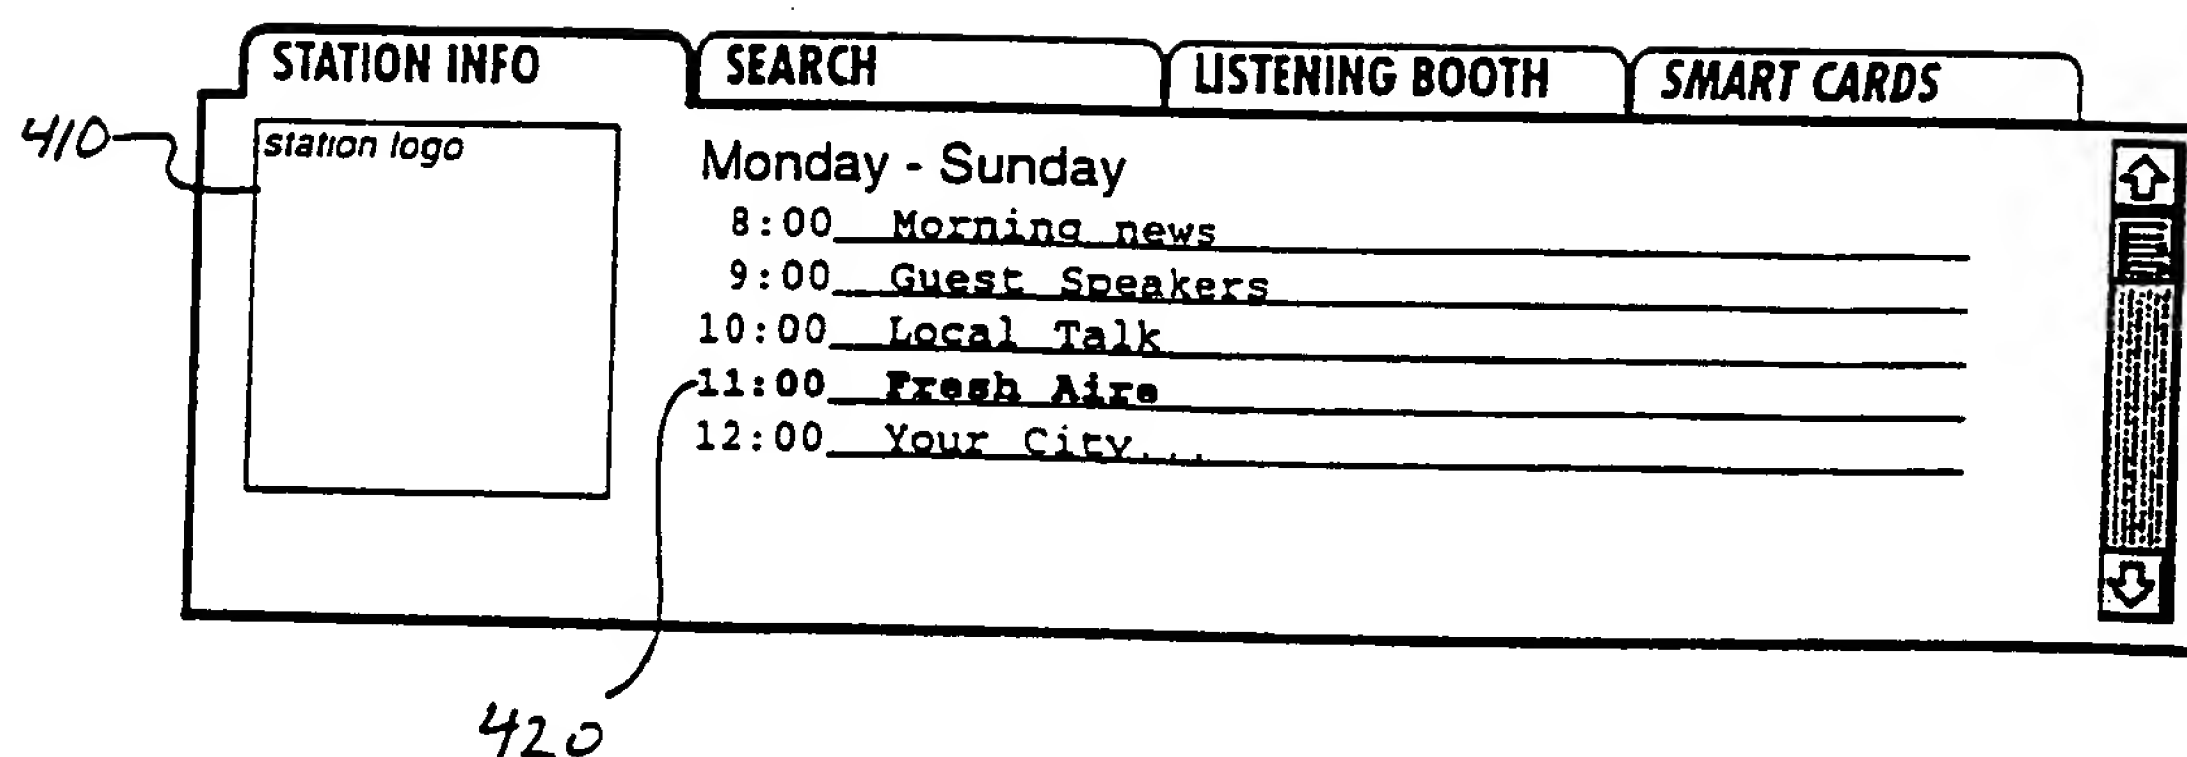 STATION INFO SEARCH LISTENING BOOTH SMART CARDS
410 station logo
Monday - Sunday
8:00 Morning news
9:00 Guest Speakers
10:00 Local Talk
11:00 Fresh Aire
12:00 Your City...
420